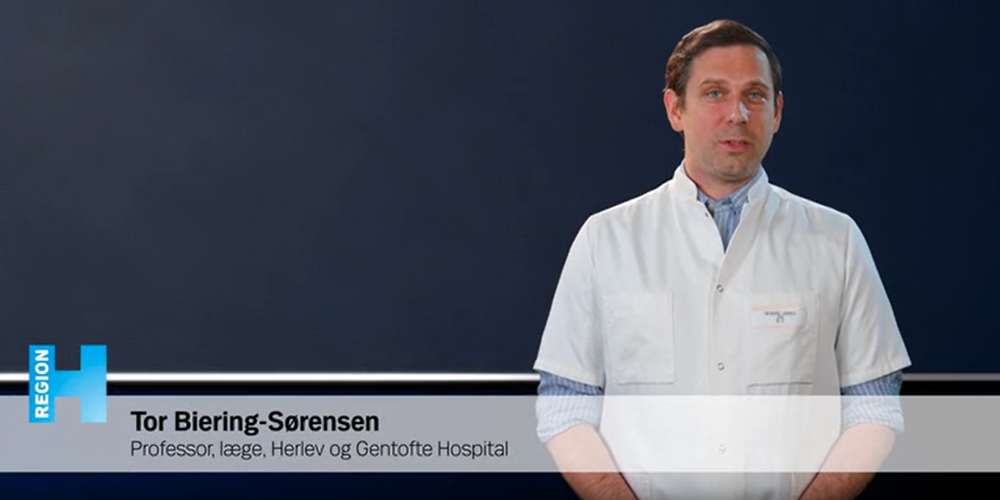 REGION H
Tor Biering-Sørensen
Professor, læge, Herlev og Gentofte Hospital